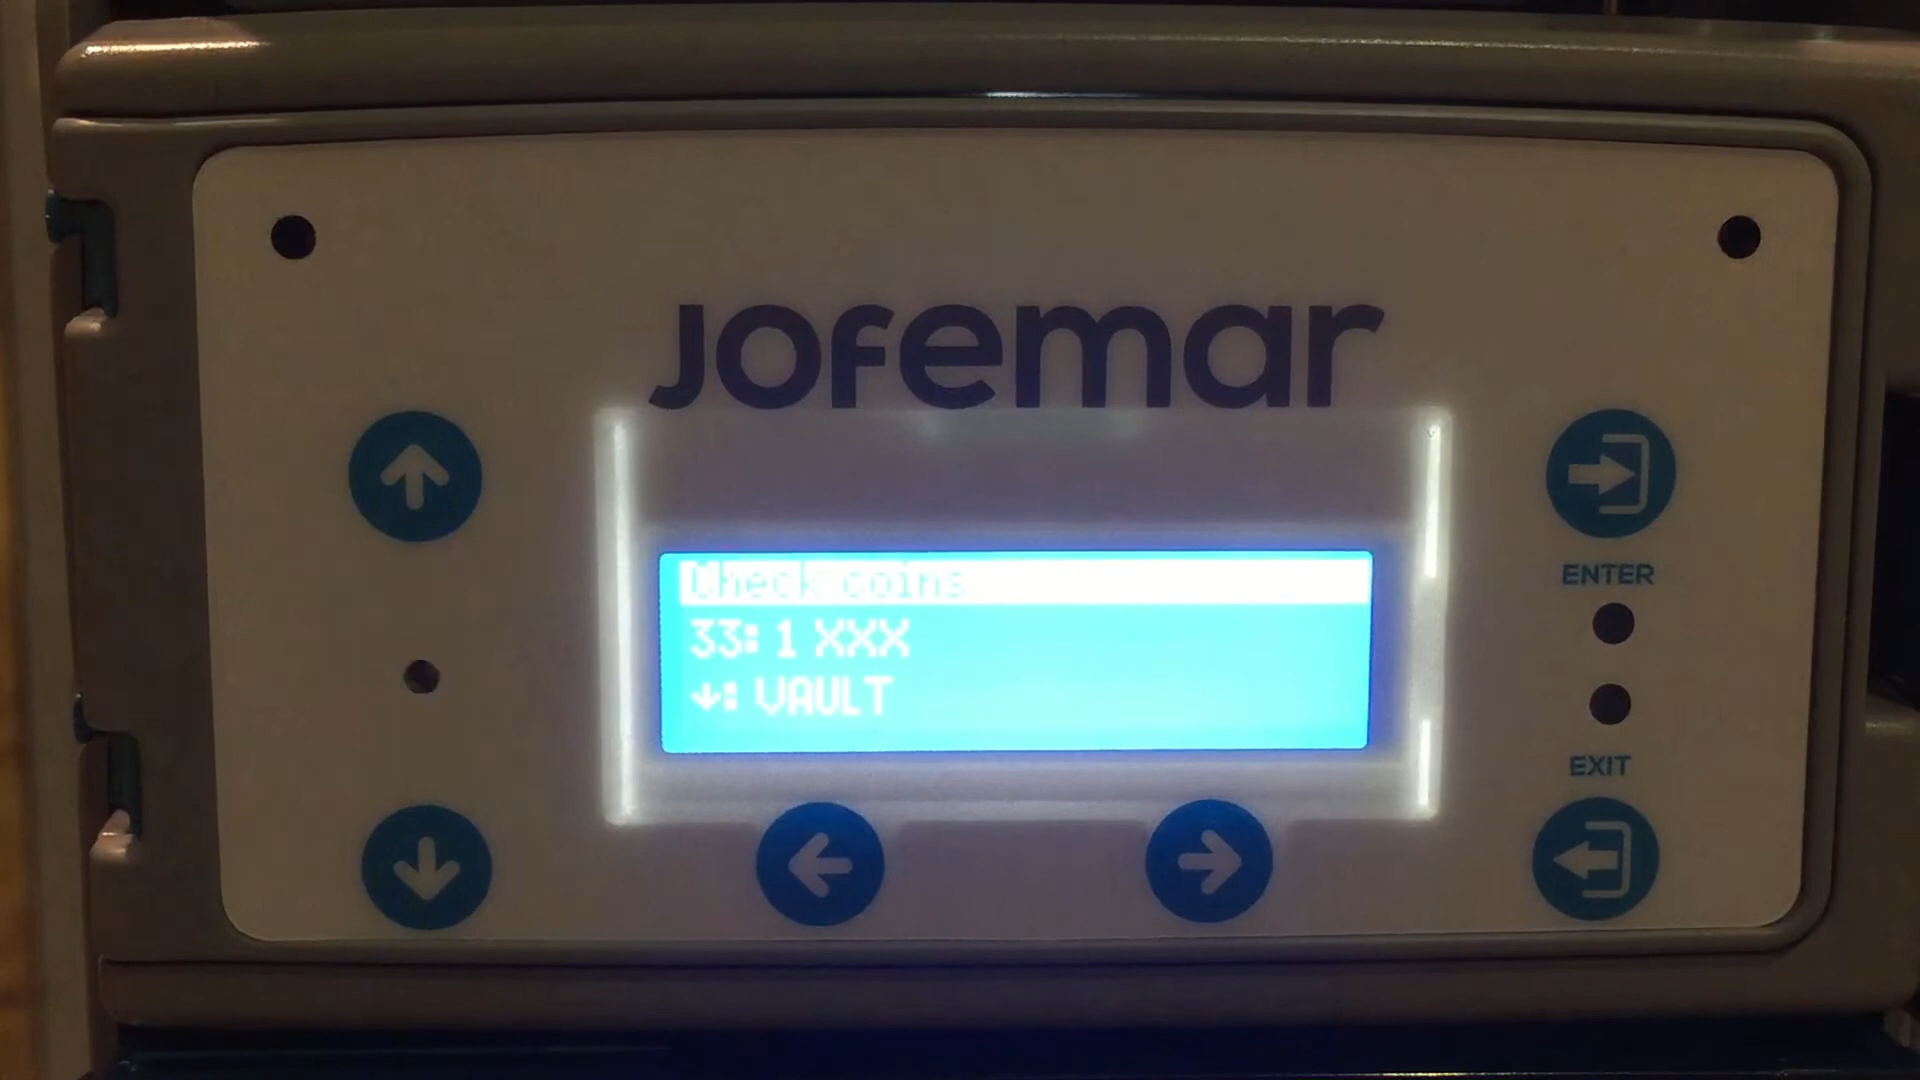 Jofemar
Check coins
33: 1 XXX
↓: VAULT
ENTER
EXIT